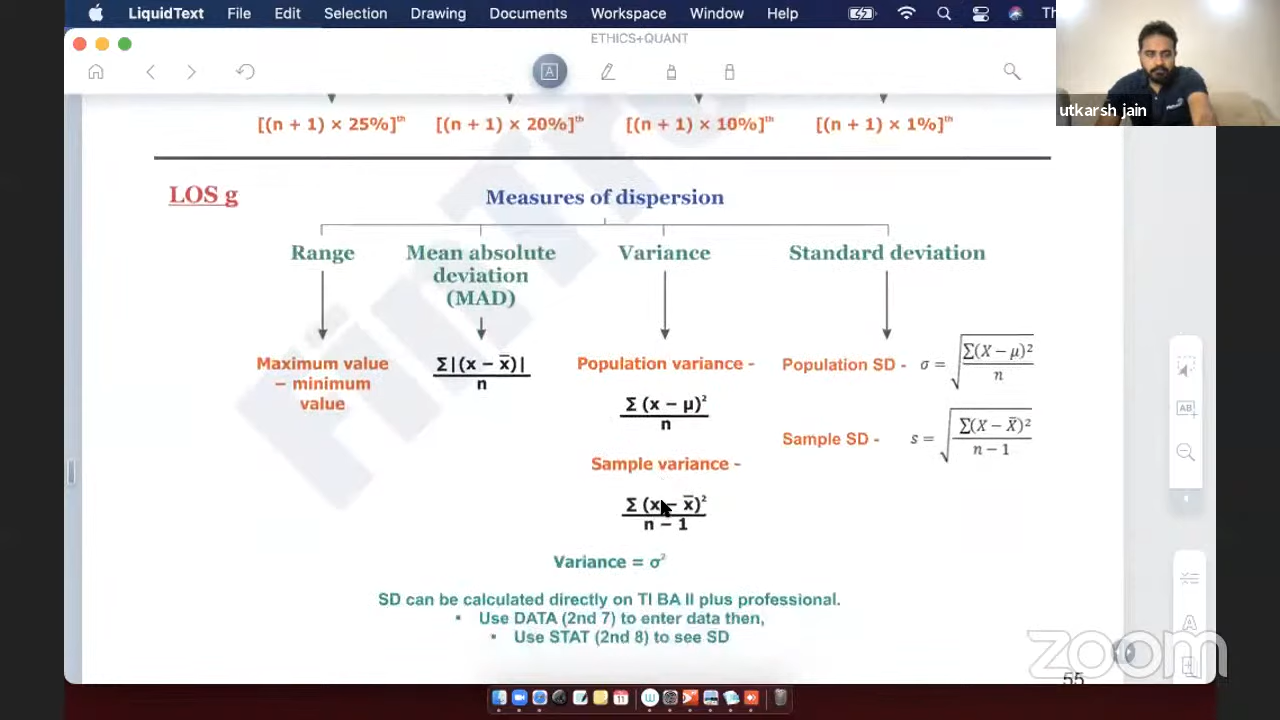 LiquidText File Edit Selection Drawing Documents Workspace Window Help Th
ETHICS+QUANT
utkarsh jain
[(n + 1) × 25%]ᵗʰ [(n + 1) × 20%]ᵗʰ [(n + 1) × 10%]ᵗʰ [(n + 1) × 1%]ᵗʰ
LOS g
Measures of dispersion
Range Mean absolute deviation (MAD) Variance Standard deviation
Maximum value
– minimum
value
Σ|(x – x̄)|
n
Population variance -
Σ (x – μ)²
n
Sample variance -
Σ (x – x̄)²
n – 1
Population SD - σ = √(Σ(X – μ)² / n)
Sample SD - s = √(Σ(X – X̄)² / n – 1)
Variance = σ²
SD can be calculated directly on TI BA II plus professional.
• Use DATA (2nd 7) to enter data then,
• Use STAT (2nd 8) to see SD
zoom
55